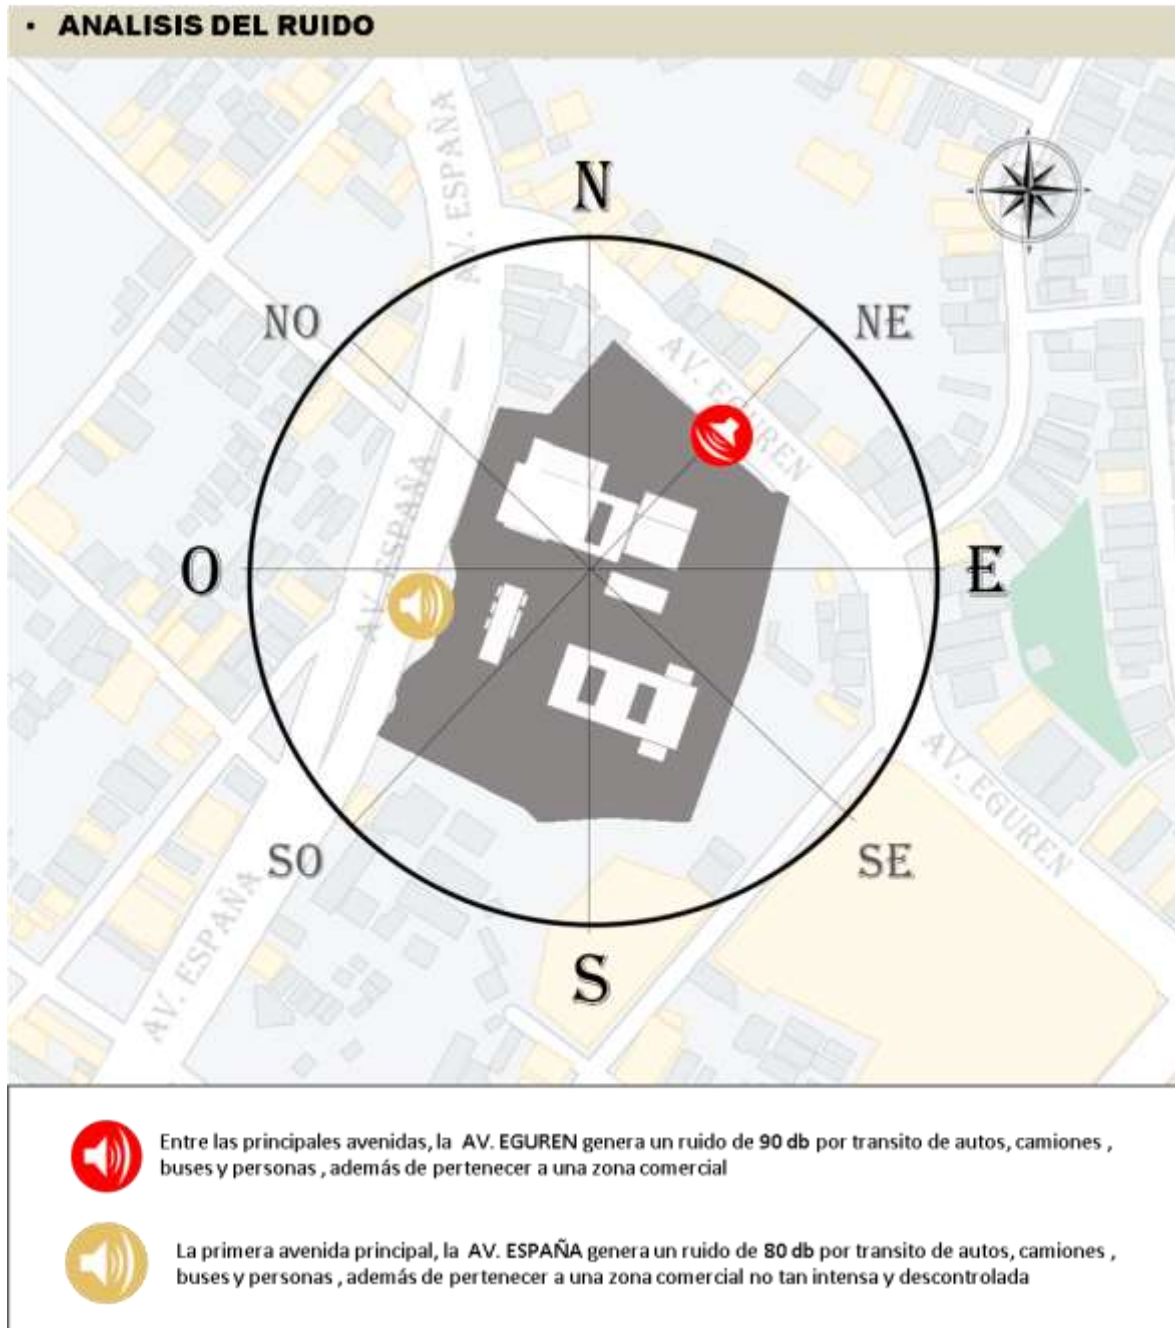 • ANALISIS DEL RUIDO
AV. ESPAÑA
N
NO
NE
AV. EGUREN
AV. ESPAÑA
O
E
AV. EGUREN
SO
SE
AV. ESPAÑA
S
Entre las principales avenidas, la AV. EGUREN genera un ruido de 90 db por transito de autos, camiones ,
buses y personas , además de pertenecer a una zona comercial
La primera avenida principal, la AV. ESPAÑA genera un ruido de 80 db por transito de autos, camiones ,
buses y personas , además de pertenecer a una zona comercial no tan intensa y descontrolada